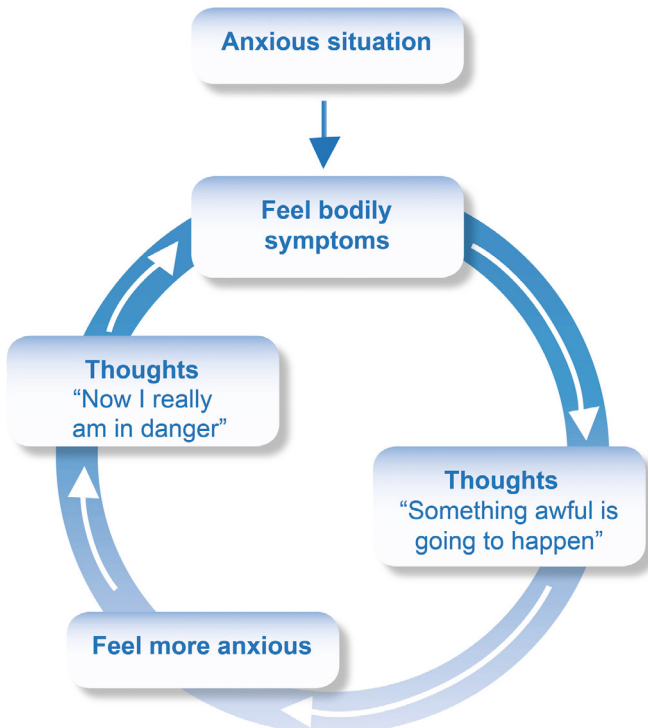 Anxious situation
Feel bodily
symptoms
Thoughts
“Something awful is
going to happen”
Feel more anxious
Thoughts
“Now I really
am in danger”